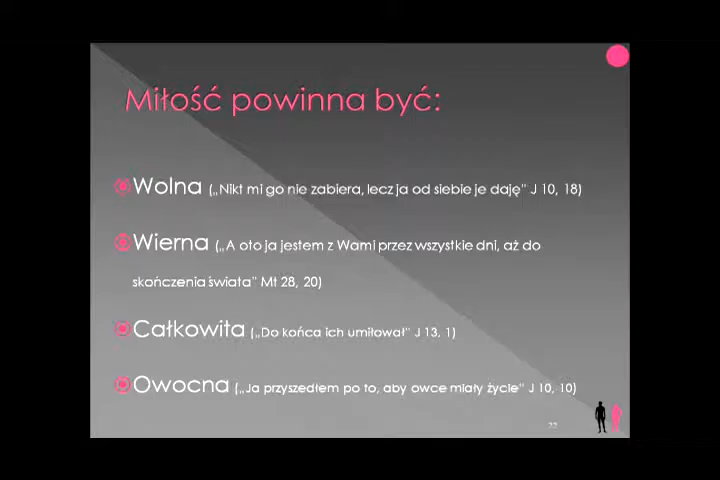 Miłość powinna być:
Wolna („Nikt mi go nie zabiera, lecz ja od siebie je daję” J 10, 18)
Wierna („A oto ja jestem z Wami przez wszystkie dni, aż do
skończenia świata” Mt 28, 20)
Całkowita („Do końca ich umiłował” J 13, 1)
Owocna („Ja przyszedłem po to, aby owce miały życie” J 10, 10)
22